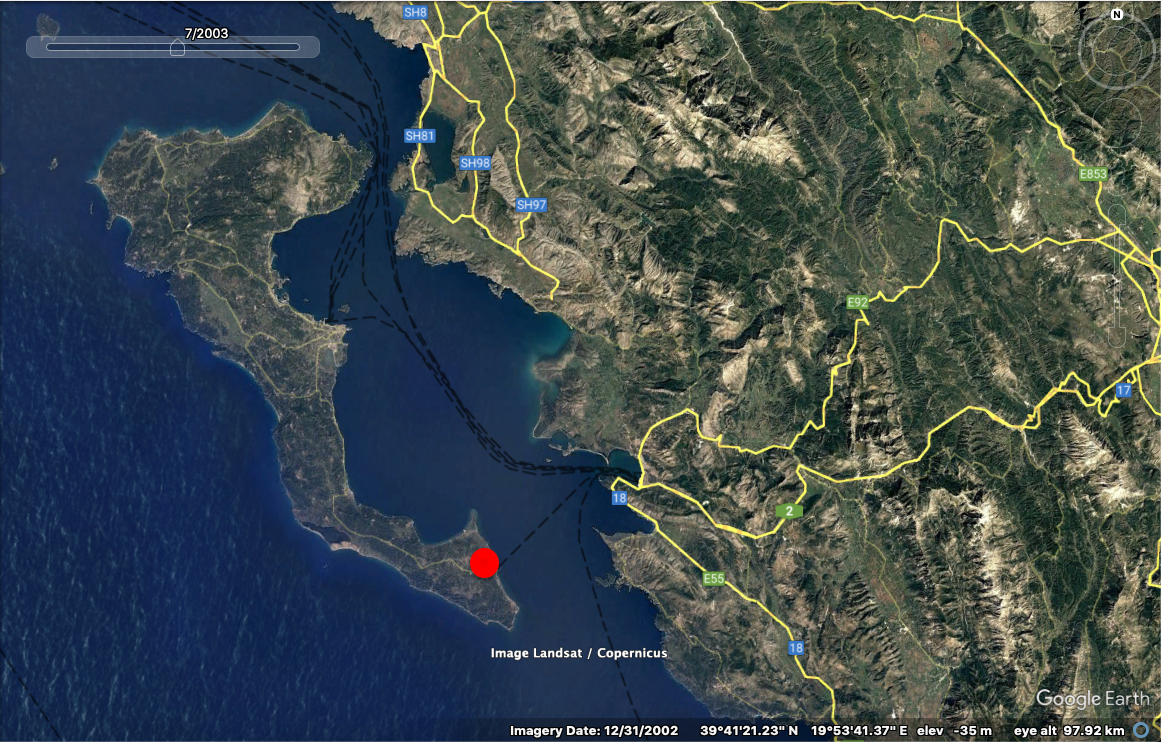 SH8
N
7/2003
SH81
SH98
E853
SH97
E92
17
18
2
E55
18
Image Landsat / Copernicus
Google Earth
Imagery Date: 12/31/2002 39°41'21.23" N 19°53'41.37" E elev -35 m eye alt 97.92 km